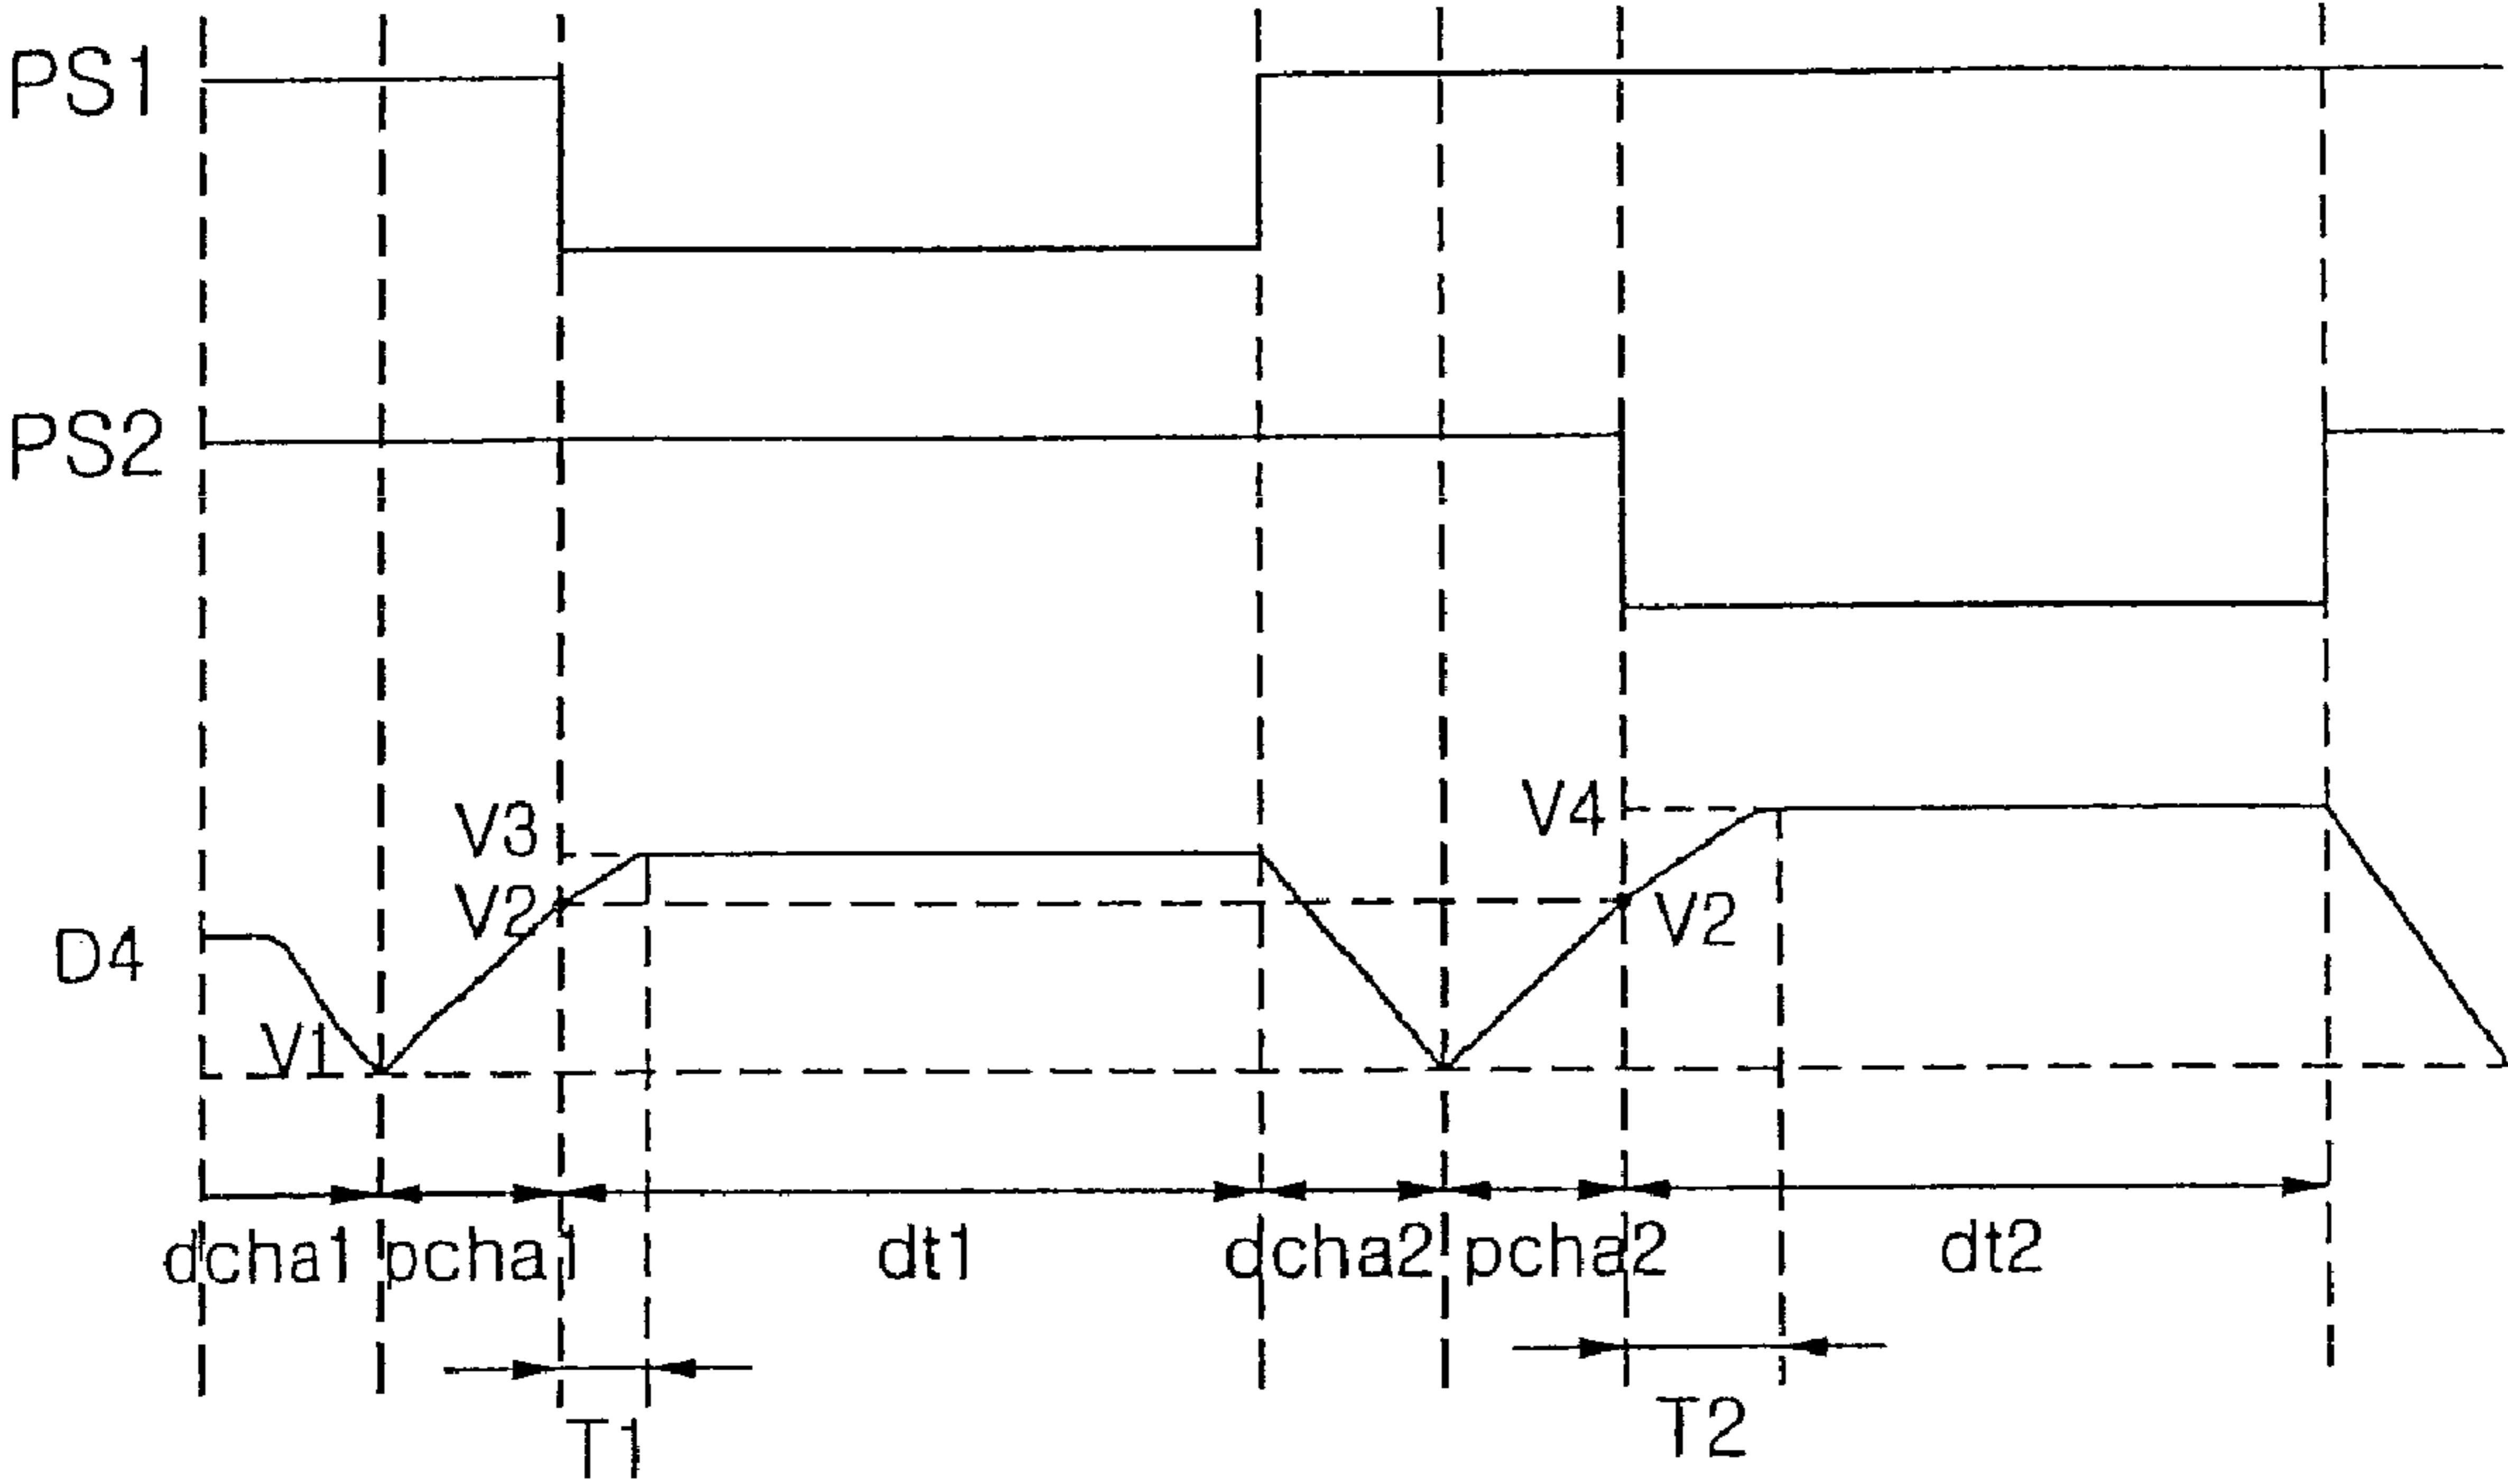 PS1
PS2
V4
V3
V2
V2
D4
V1
dcha1 pcha1 dt1 dcha2 pcha2 dt2
T1
T2